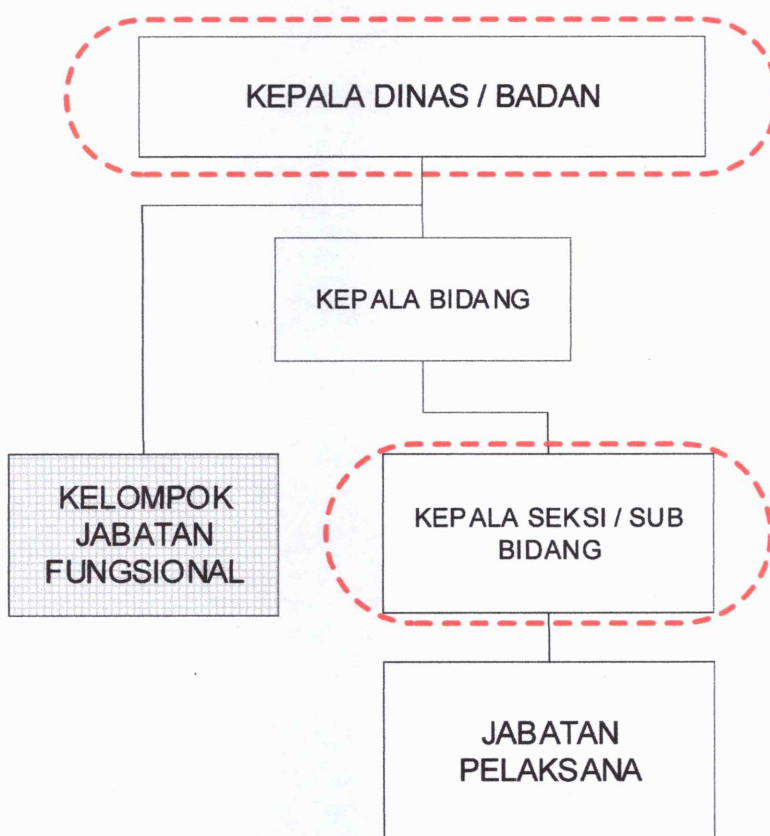 KEPALA DINAS / BADAN
KEPALA BIDANG
KELOMPOK
JABATAN
FUNGSIONAL
KEPALA SEKSI / SUB
BIDANG
JABATAN
PELAKSANA